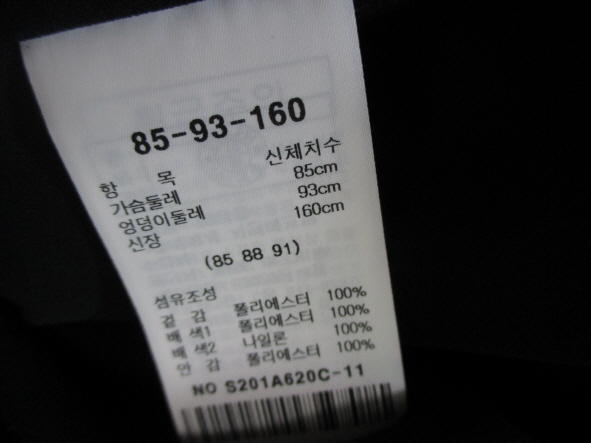 85-93-160
항 목 신체치수
가슴둘레 85cm
엉덩이둘레 93cm
신장 160cm
(85 88 91)
섬유조성
겉 감 폴리에스터 100%
배 색1 폴리에스터 100%
배 색2 나일론 100%
안 감 폴리에스터 100%
NO S201A620C-11